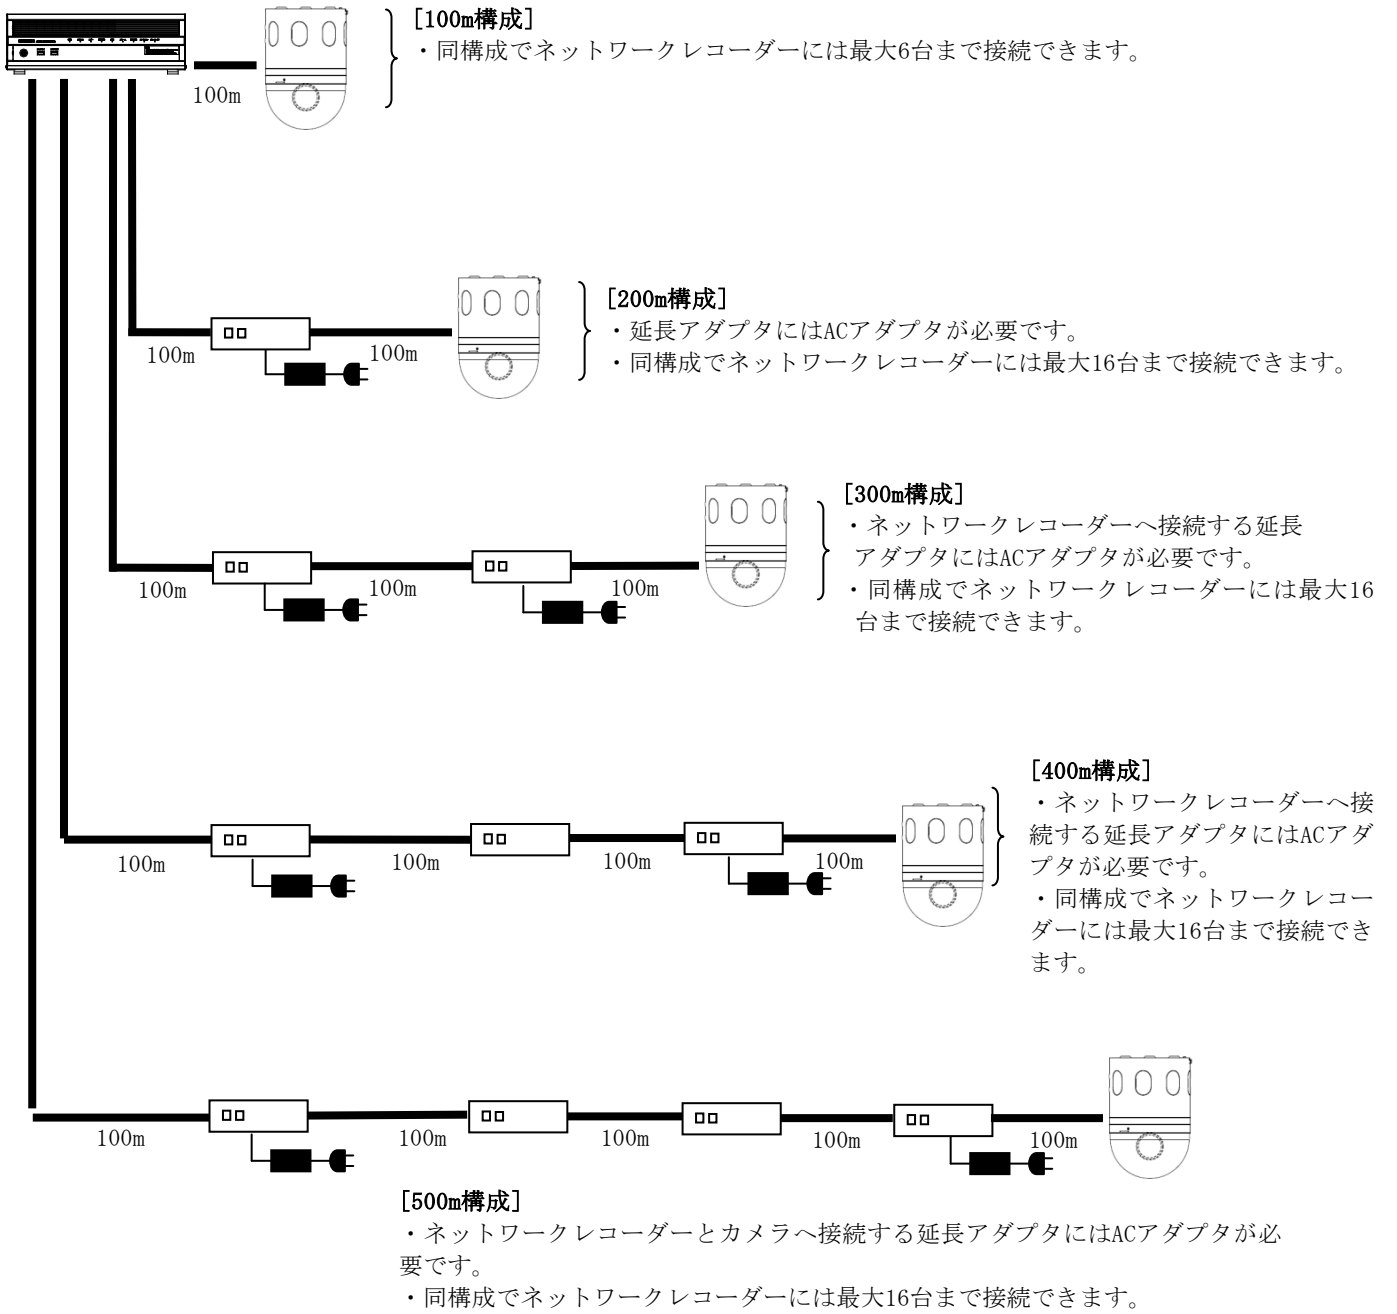 [100m構成]
・同構成でネットワークレコーダーには最大6台まで接続できます。
100m
[200m構成]
・延長アダプタにはACアダプタが必要です。
・同構成でネットワークレコーダーには最大16台まで接続できます。
100m
100m
[300m構成]
・ネットワークレコーダーへ接続する延長
アダプタにはACアダプタが必要です。
・同構成でネットワークレコーダーには最大16
台まで接続できます。
100m
100m
100m
[400m構成]
・ネットワークレコーダーへ接
続する延長アダプタにはACアダ
プタが必要です。
・同構成でネットワークレコー
ダーには最大16台まで接続でき
ます。
100m
100m
100m
100m
100m
100m
100m
100m
100m
[500m構成]
・ネットワークレコーダーとカメラへ接続する延長アダプタにはACアダプタが必
要です。
・同構成でネットワークレコーダーには最大16台まで接続できます。